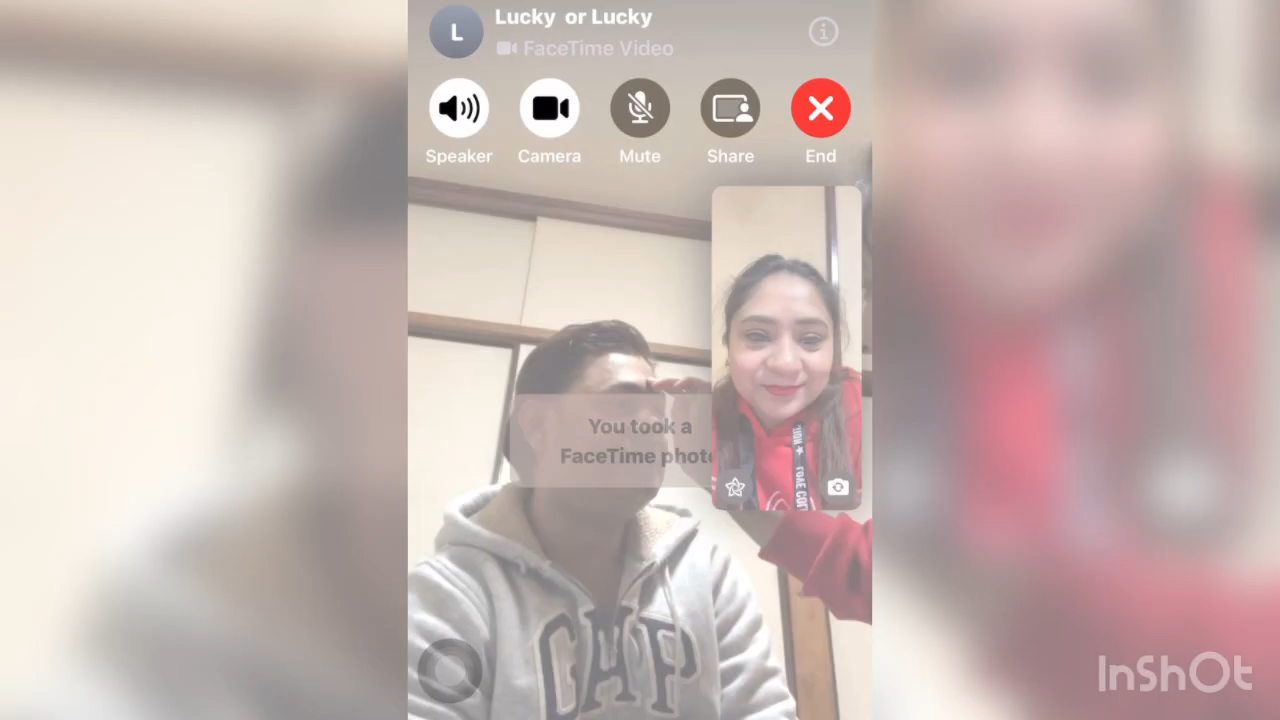 L
Lucky or Lucky
FaceTime Video
Speaker
Camera
Mute
Share
End
You took a
FaceTime photo
GAP
InShOt